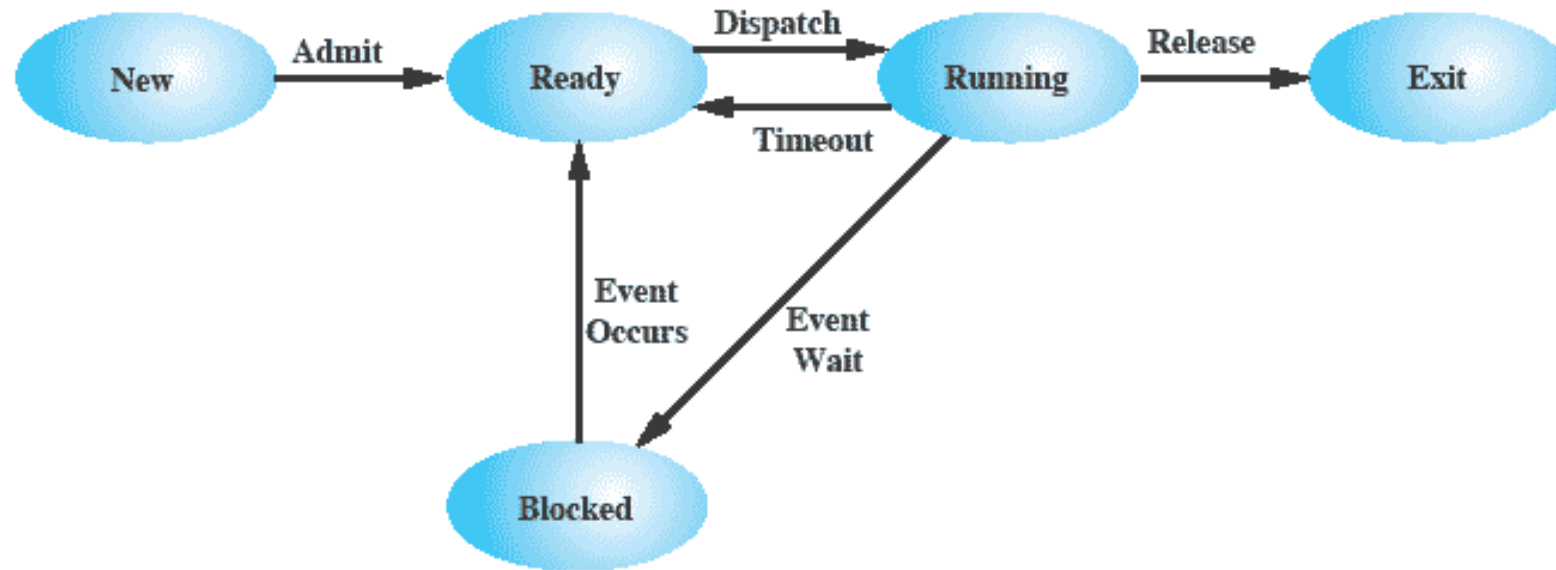 Dispatch
Admit
Release
New
Ready
Running
Exit
Timeout
Event
Occurs
Event
Wait
Blocked